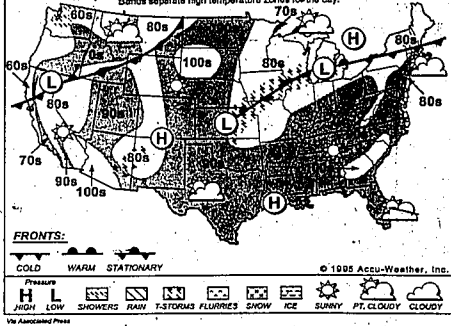 Bands separate high temperature zones for the day.
60s 80s 70s H 80s
70s
60s 100s 80s L
L 80s 90s L 80s
H
70s 80s
90s 100s H
FRONTS:
COLD WARM STATIONARY
© 1995 Accu-Weather, Inc.
Pressure
H L
HIGH LOW SHOWERS RAIN T-STORMS FLURRIES SNOW ICE SUNNY PT. CLOUDY CLOUDY
Via Associated Press